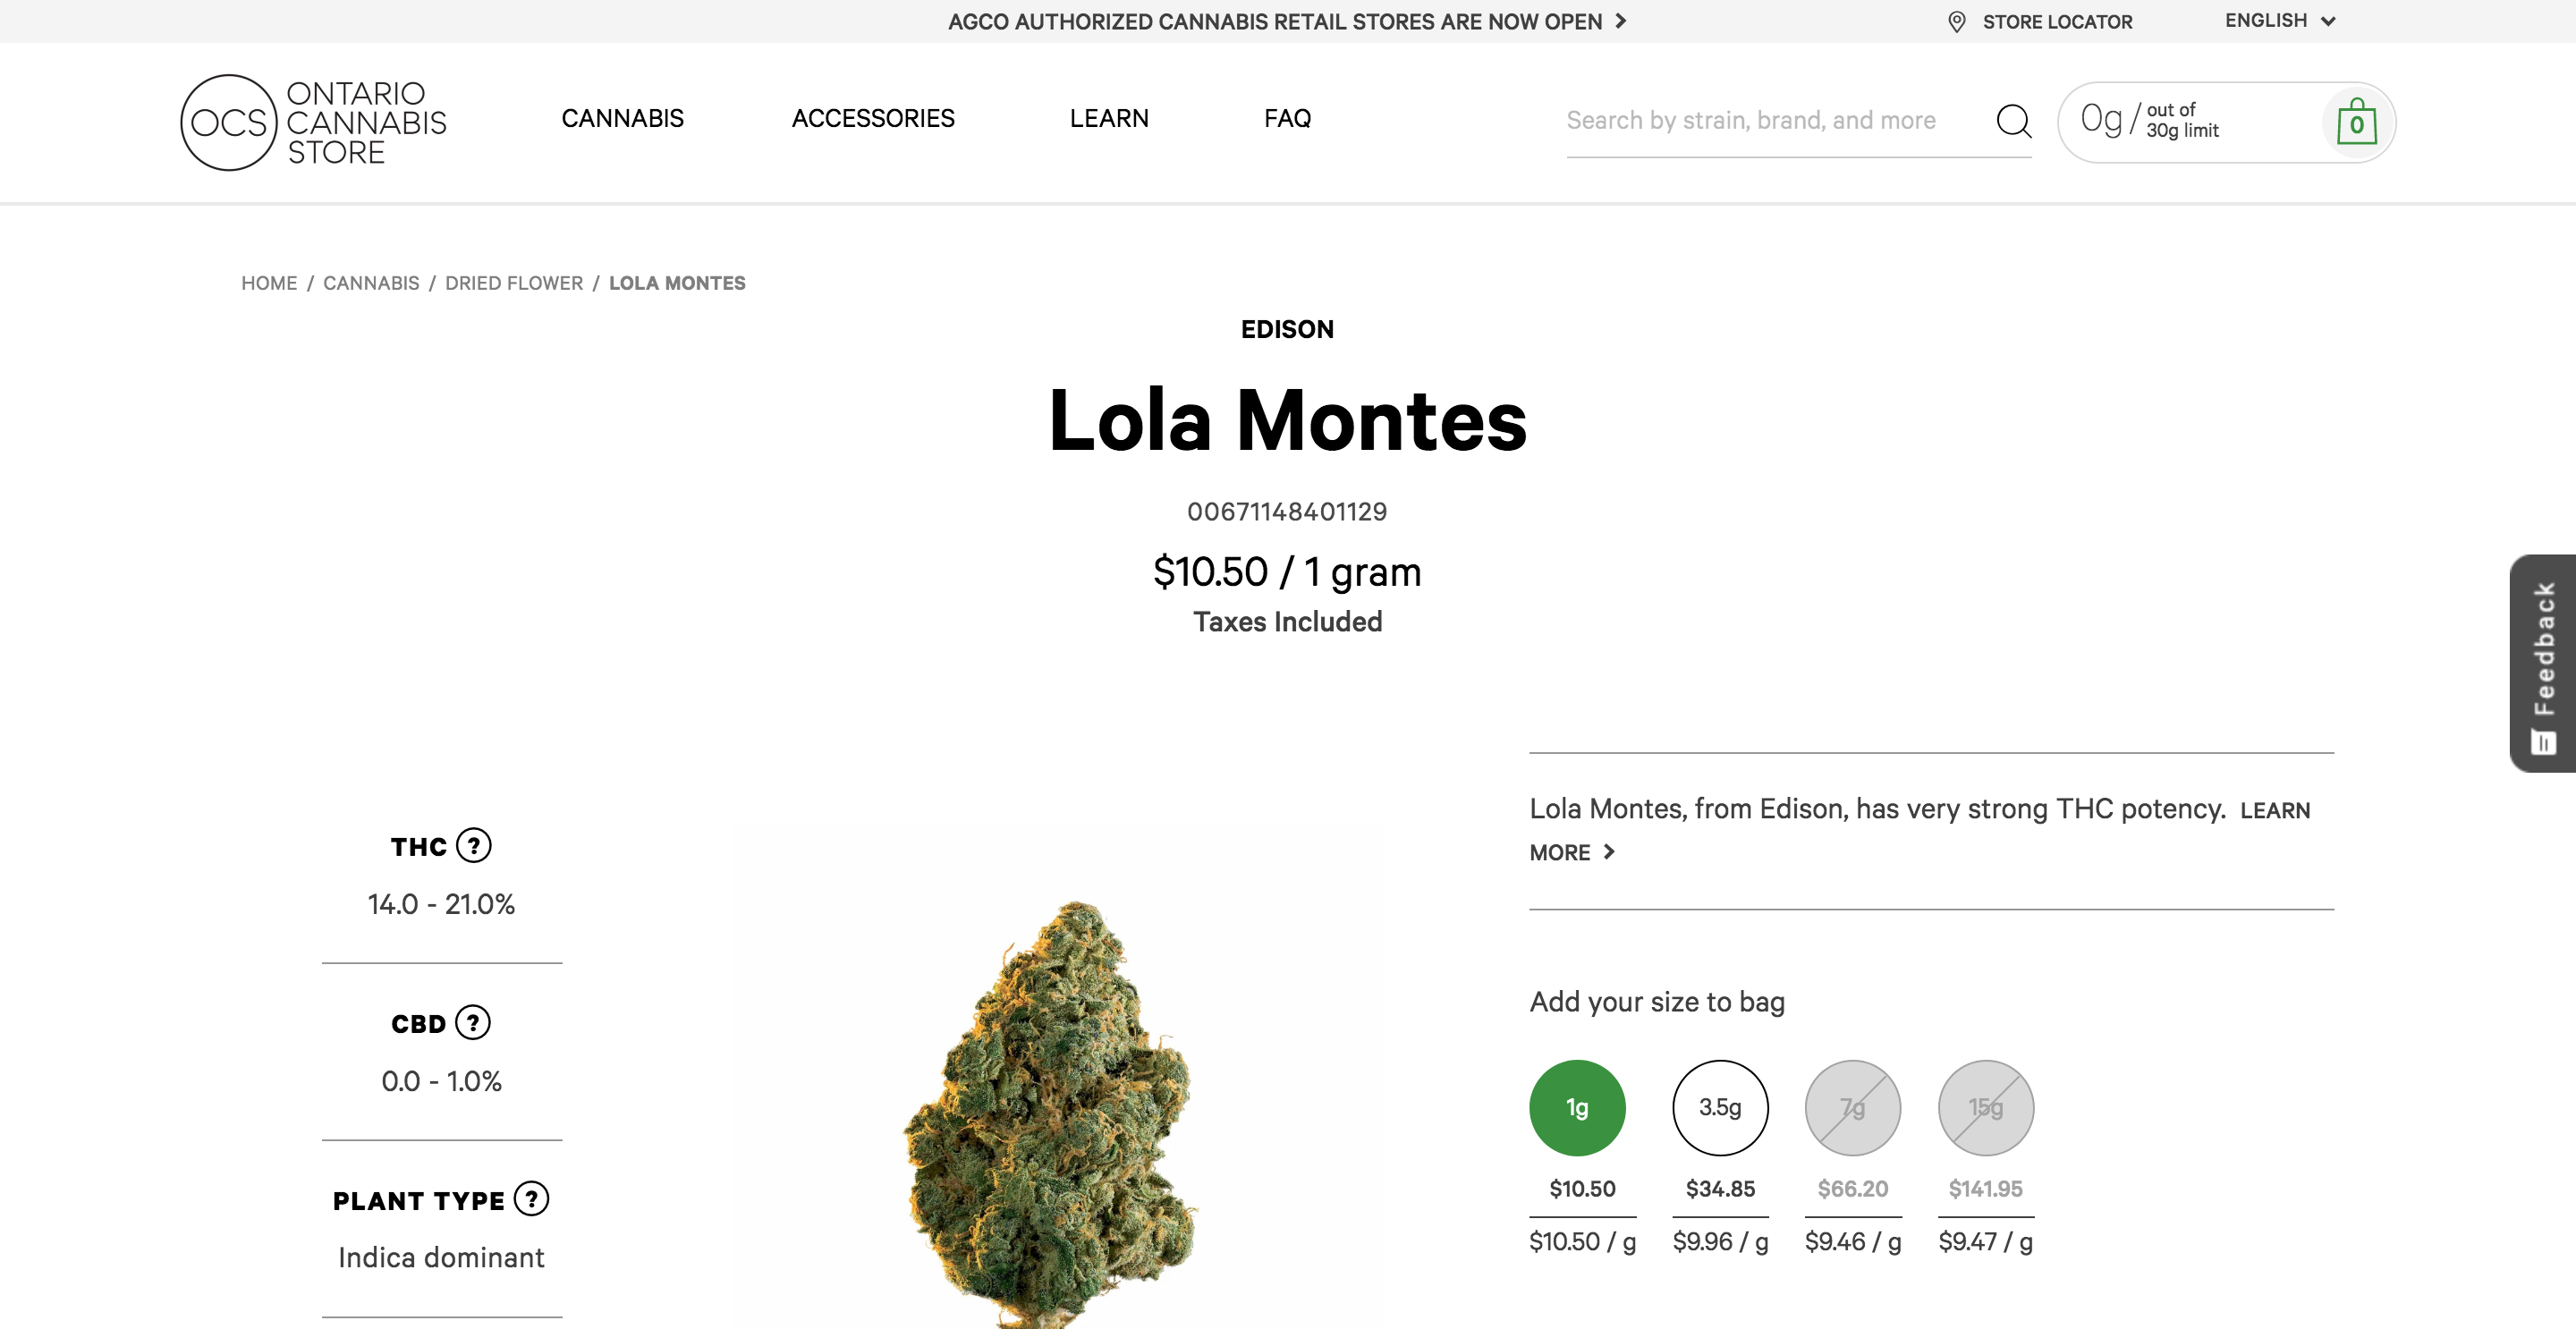 AGCO AUTHORIZED CANNABIS RETAIL STORES ARE NOW OPEN
STORE LOCATOR
ENGLISH
OCS
ONTARIO
CANNABIS
STORE
CANNABIS
ACCESSORIES
LEARN
FAQ
Search by strain, brand, and more
0g / out of
30g limit
0
HOME / CANNABIS / DRIED FLOWER / LOLA MONTES
EDISON
Lola Montes
00671148401129
$10.50 / 1 gram
Taxes Included
Feedback
THC ?
14.0 - 21.0%
CBD ?
0.0 - 1.0%
PLANT TYPE ?
Indica dominant
Lola Montes, from Edison, has very strong THC potency. LEARN
MORE
Add your size to bag
1g 3.5g 7g 15g
$10.50 $34.85 $66.20 $141.95
$10.50 / g $9.96 / g $9.46 / g $9.47 / g